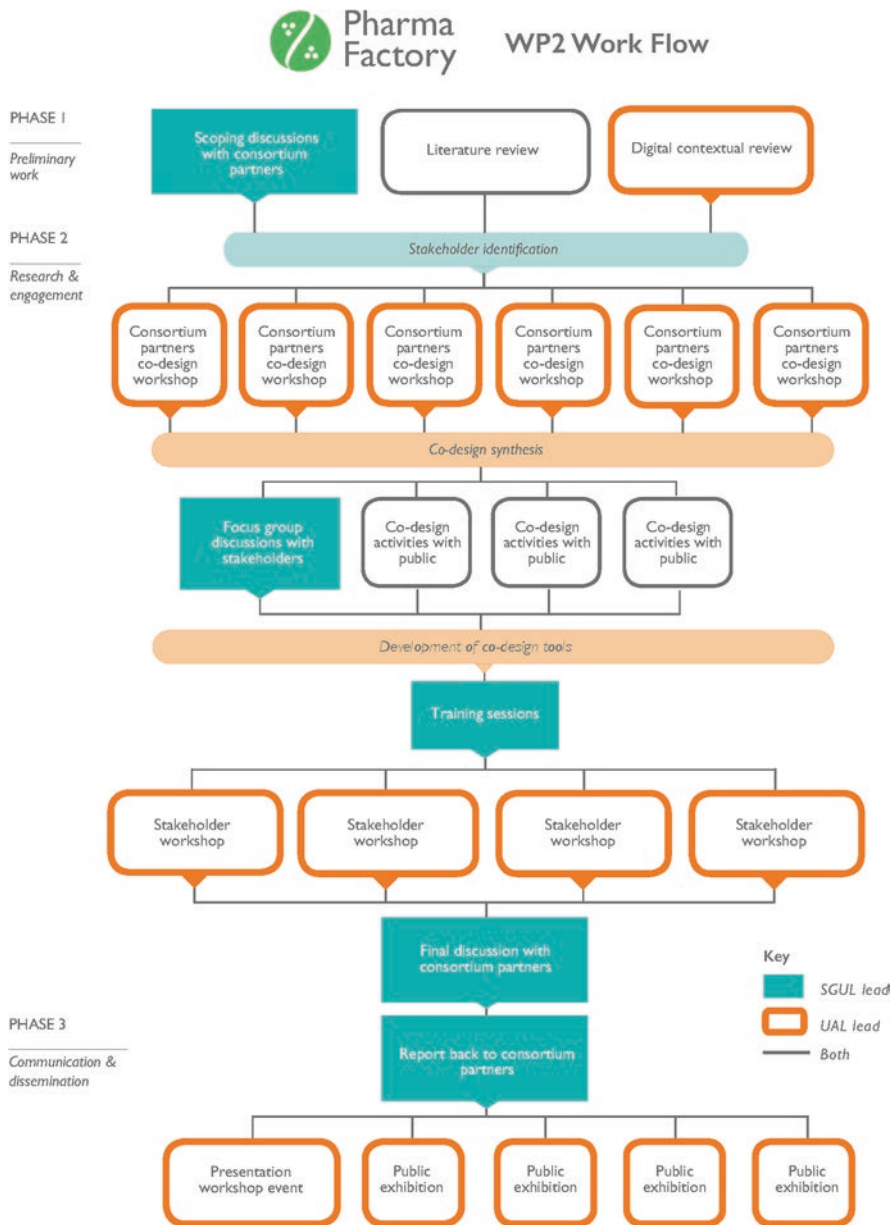 Pharma
Factory
WP2 Work Flow
PHASE 1
Preliminary
work
Scoping discussions
with consortium
partners
Literature review
Digital contextual review
PHASE 2
Research &
engagement
Stakeholder identification
Consortium
partners
co-design
workshop
Consortium
partners
co-design
workshop
Consortium
partners
co-design
workshop
Consortium
partners
co-design
workshop
Consortium
partners
co-design
workshop
Consortium
partners
co-design
workshop
Co-design synthesis
Focus group
discussions with
stakeholders
Co-design
activities with
public
Co-design
activities with
public
Co-design
activities with
public
Development of co-design tools
Training sessions
Stakeholder
workshop
Stakeholder
workshop
Stakeholder
workshop
Stakeholder
workshop
Final discussion with
consortium partners
Key
SGUL lead
UAL lead
Both
PHASE 3
Communication &
dissemination
Report back to consortium
partners
Presentation
workshop event
Public
exhibition
Public
exhibition
Public
exhibition
Public
exhibition